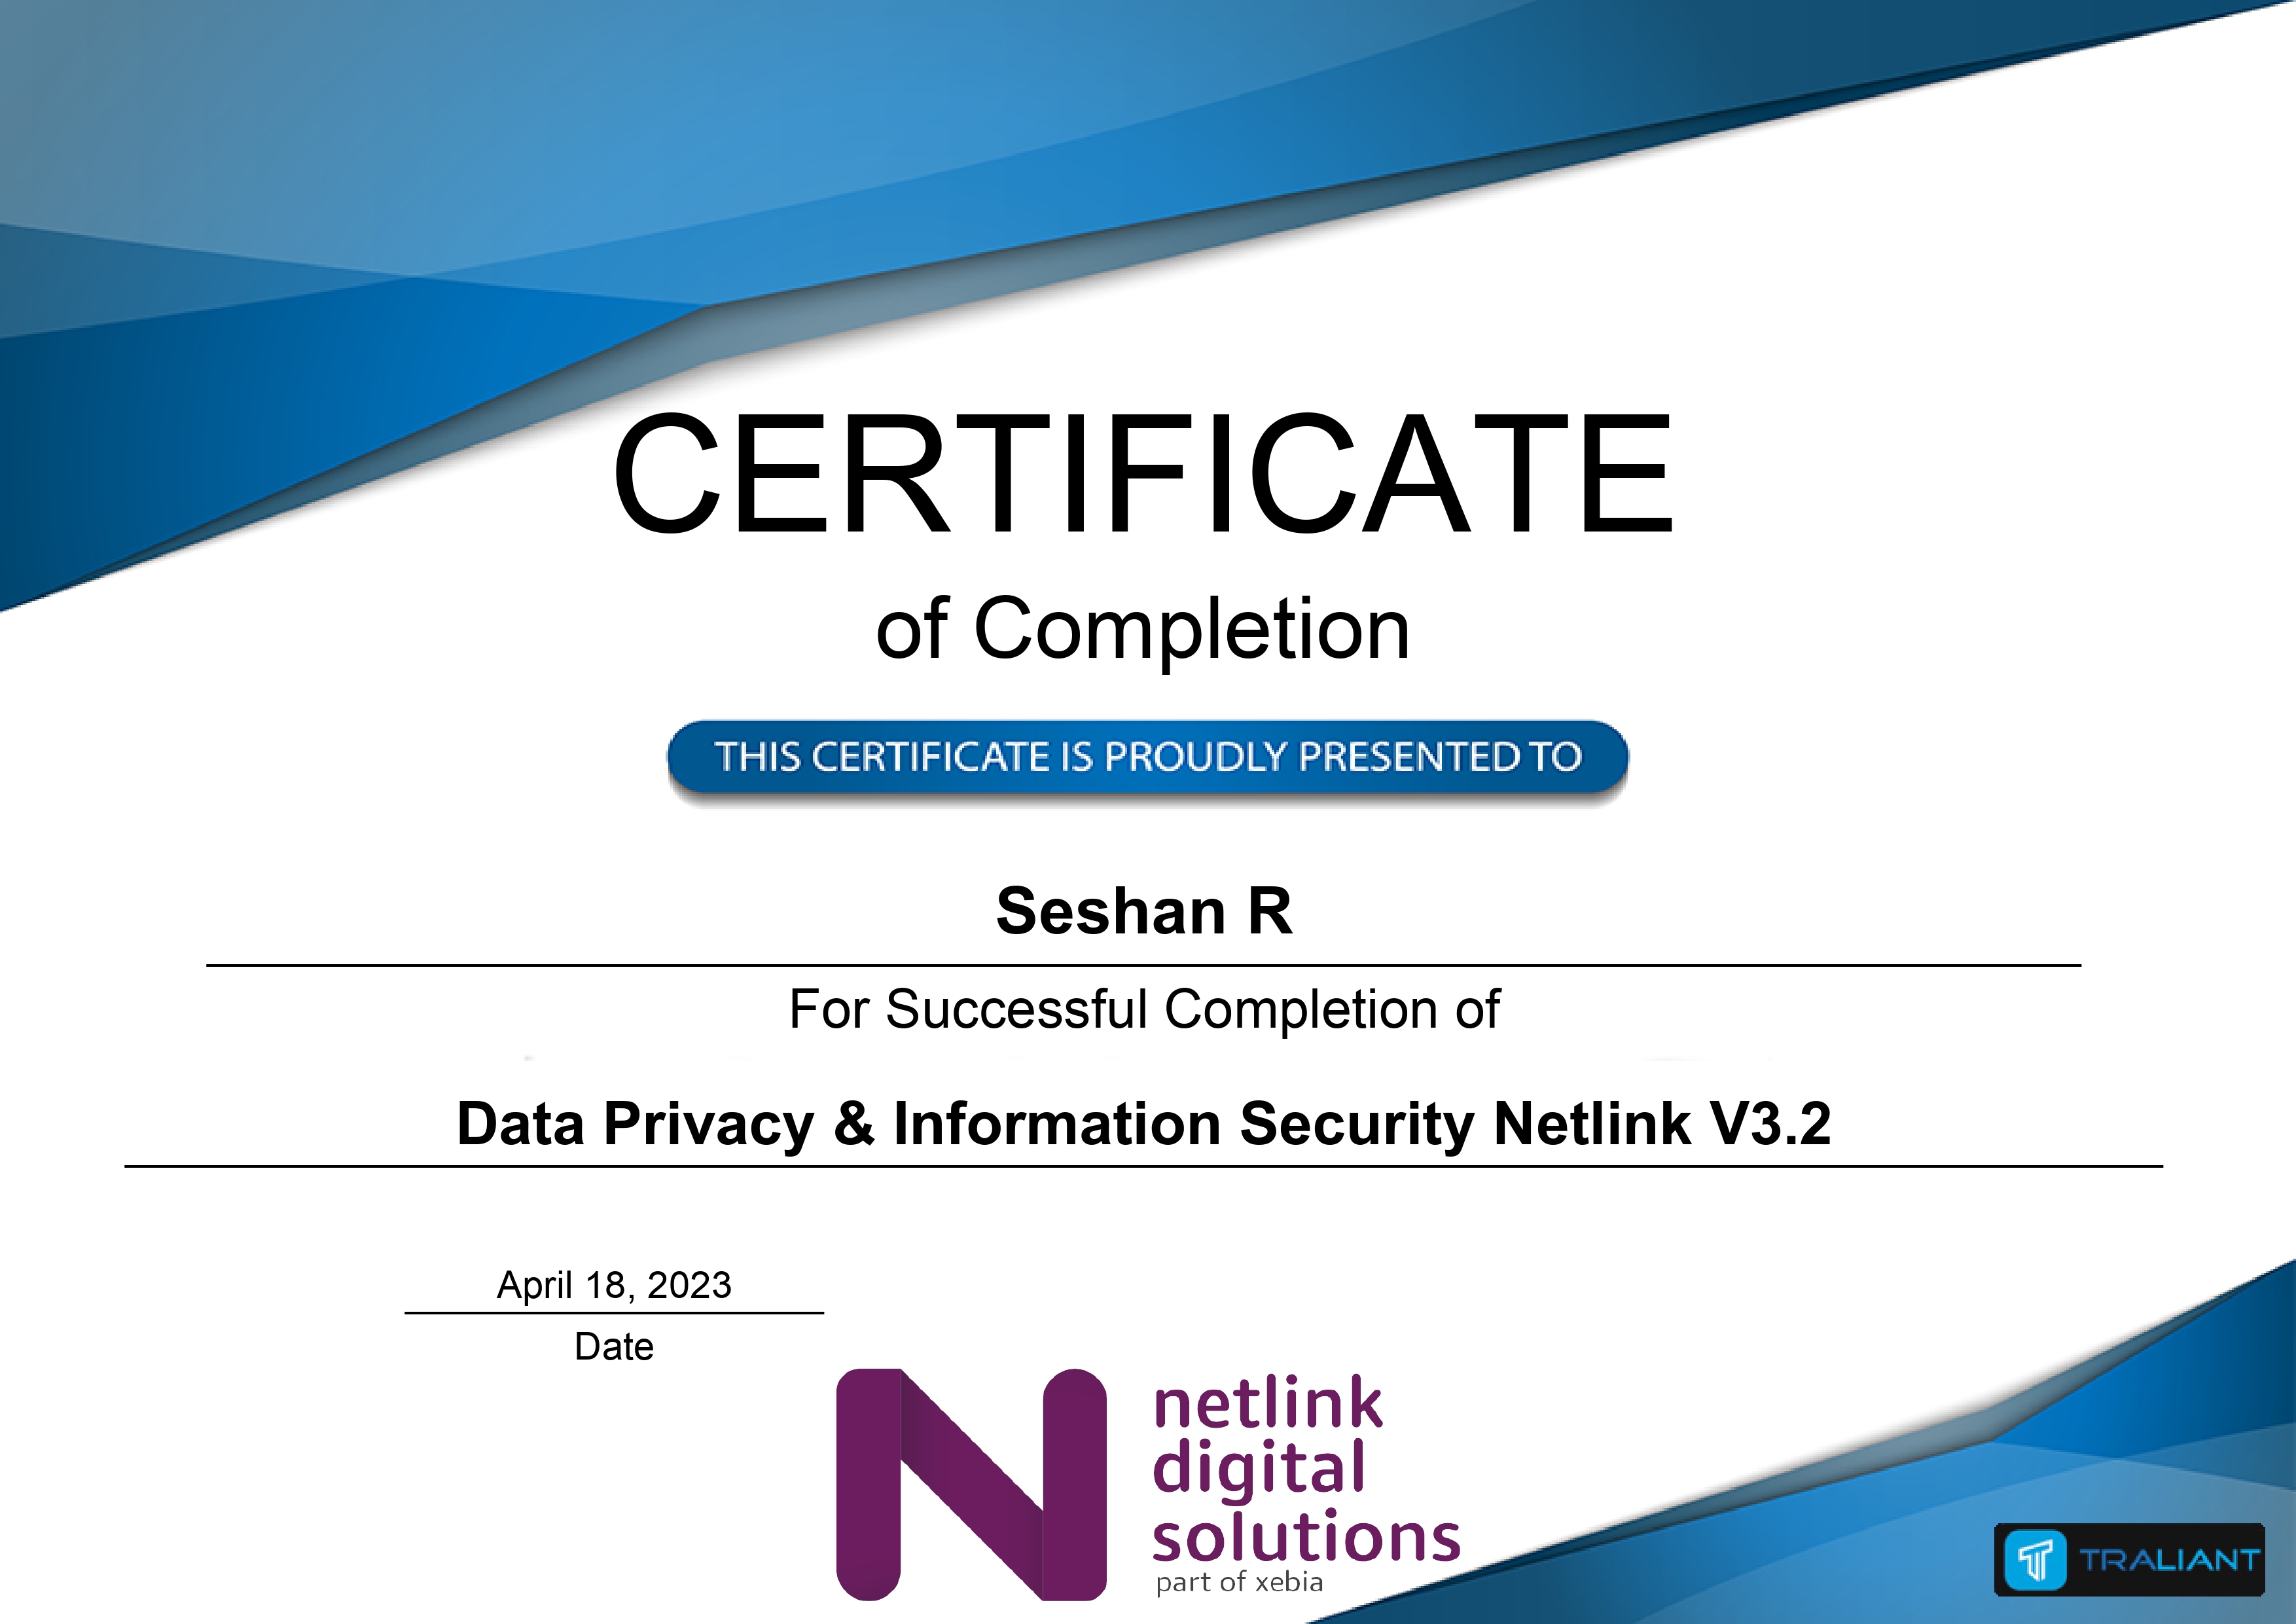 CERTIFICATE
of Completion
THIS CERTIFICATE IS PROUDLY PRESENTED TO
Seshan R
For Successful Completion of
Data Privacy & Information Security Netlink V3.2
April 18, 2023
Date
netlink
digital
solutions
part of xebia
TRALIANT